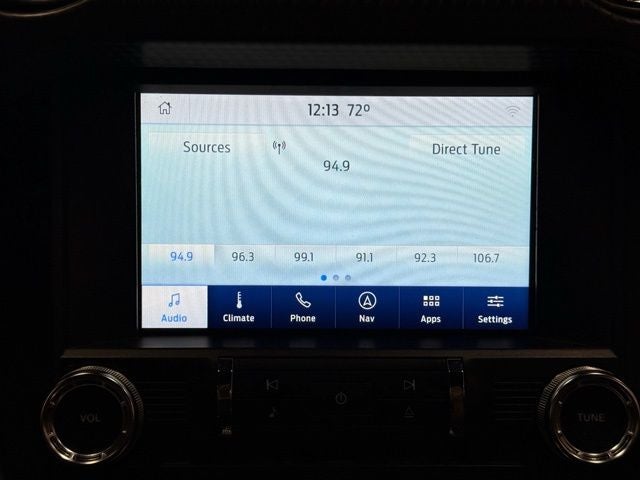 12:13 72º
Sources
Direct Tune
94.9
94.9 96.3 99.1 91.1 92.3 106.7
Audio Climate Phone Nav Apps Settings
VOL
TUNE